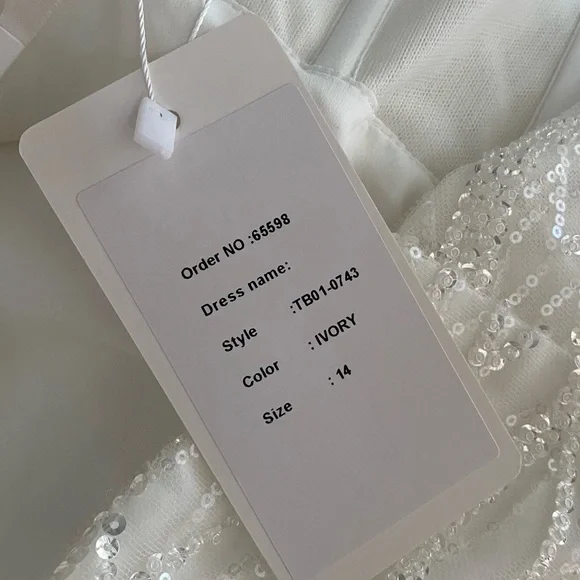 Order NO :65598
Dress name:
Style :TB01-0743
Color : IVORY
Size : 14